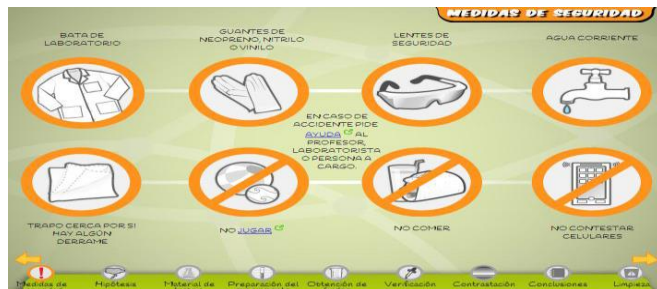 MEDIDAS DE SEGURIDAD
BATA DE
LABORATORIO
GUANTES DE
NEOPRENO, NITRILO
O VINILO
LENTES DE
SEGURIDAD
AGUA CORRIENTE
EN CASO DE
ACCIDENTE PIDE
AYUDA AL
PROFESOR,
LABORATORISTA
O PERSONA A
CARGO.
TRAPO CERCA POR SI
HAY ALGÚN
DERRAME
NO JUGAR
NO COMER
NO CONTESTAR
CELULARES
Medidas de
Hipótesis
Material de
Preparación del
Obtención de
Verificación
Contrastación
Conclusiones
Limpieza